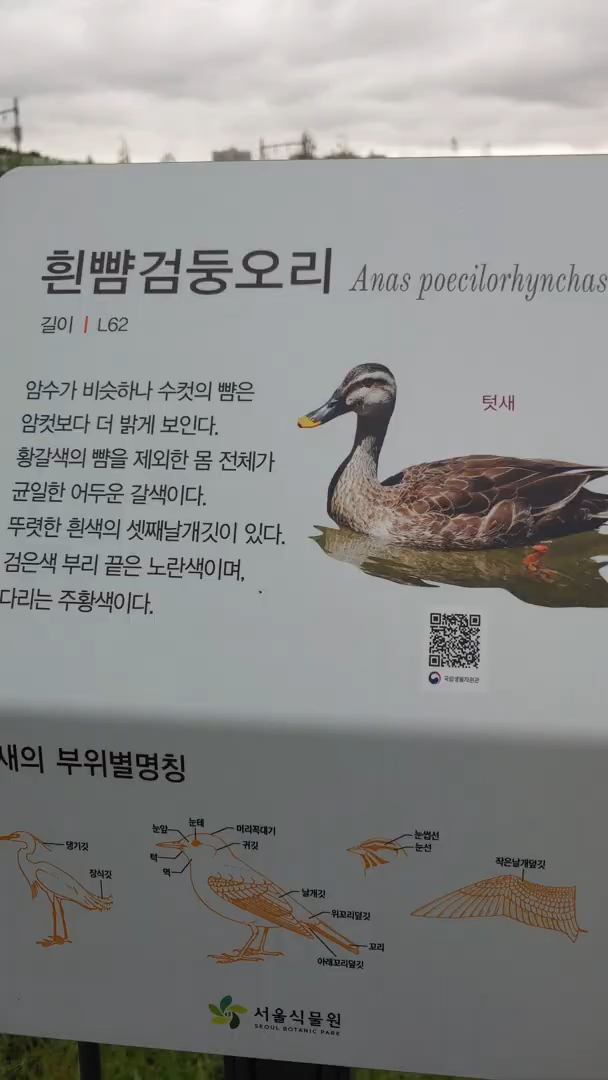 흰뺨검둥오리 Anas poecilorhynchas
길이 | L62
암수가 비슷하나 수컷의 뺨은
암컷보다 더 밝게 보인다.
황갈색의 뺨을 제외한 몸 전체가
균일한 어두운 갈색이다.
뚜렷한 흰색의 셋째날개깃이 있다.
검은색 부리 끝은 노란색이며,
다리는 주황색이다.
텃새
국립생물자원관
새의 부위별명칭
댕기깃
장식깃
눈앞
눈테
머리꼭대기
귀깃
턱
멱
날개깃
위꼬리덮깃
꼬리
아래꼬리덮깃
눈썹선
눈선
작은날개덮깃
서울식물원
SEOUL BOTANIC PARK